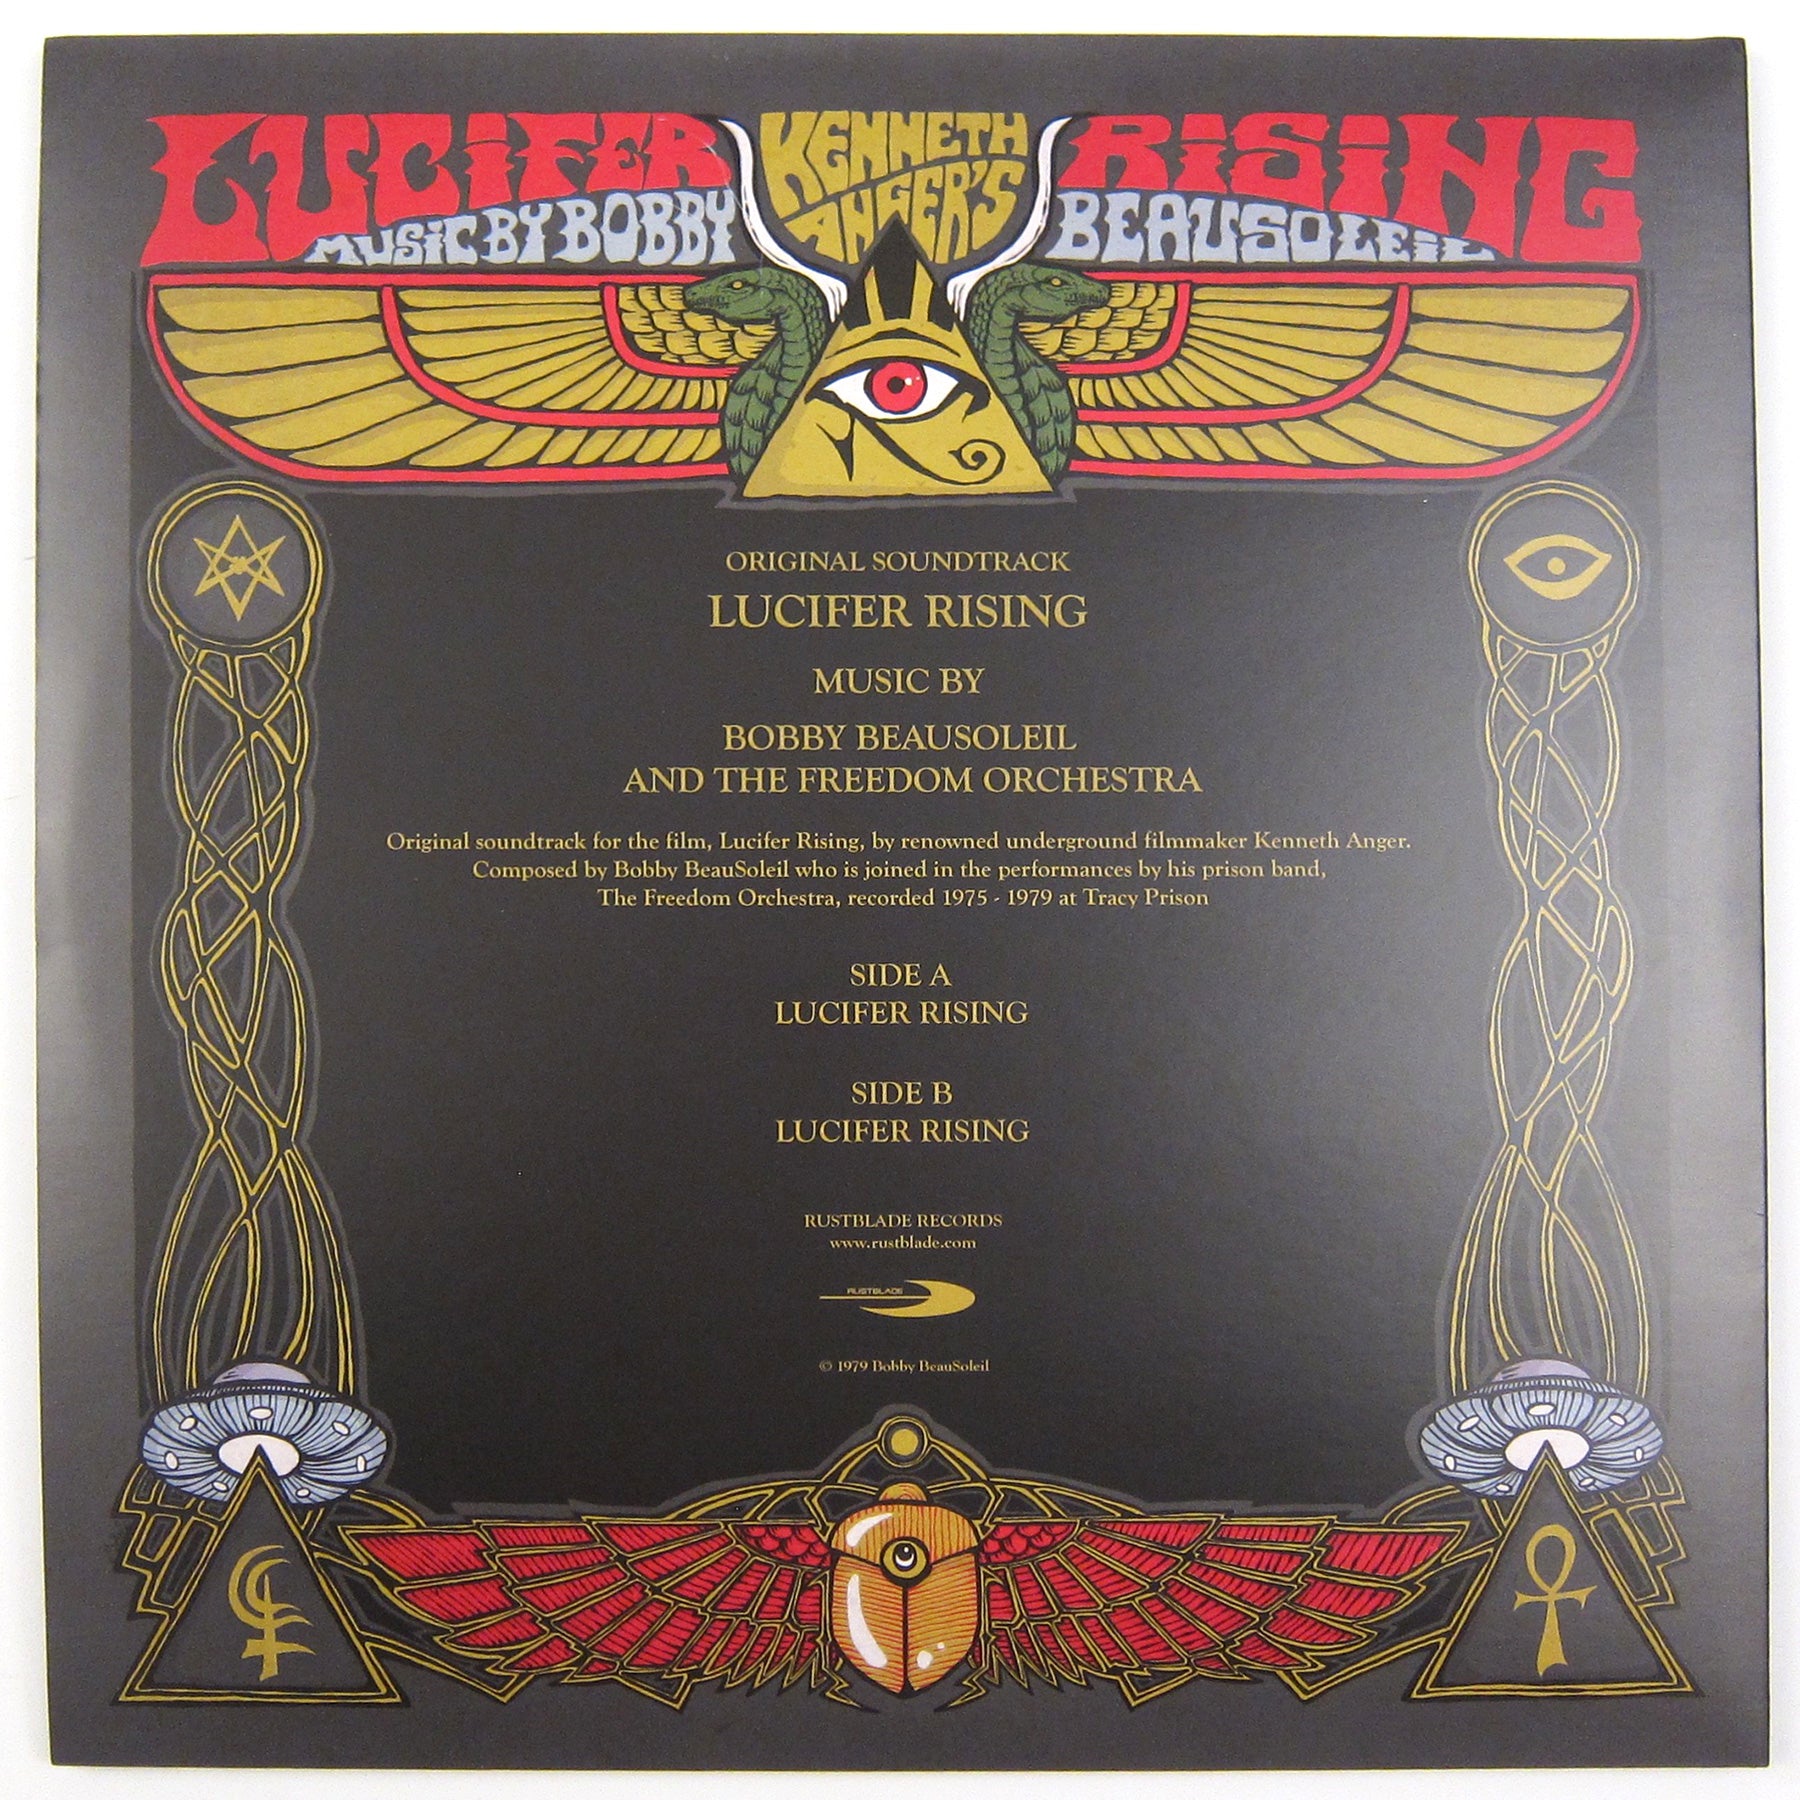 LUCIFER KENNETH ANGER'S RISING
MUSIC BY BOBBY BEAUSOLEIL
ORIGINAL SOUNDTRACK
LUCIFER RISING
MUSIC BY
BOBBY BEAUSOLEIL
AND THE FREEDOM ORCHESTRA
Original soundtrack for the film, Lucifer Rising, by renowned underground filmmaker Kenneth Anger.
Composed by Bobby BeauSoleil who is joined in the performances by his prison band,
The Freedom Orchestra, recorded 1975 - 1979 at Tracy Prison
SIDE A
LUCIFER RISING
SIDE B
LUCIFER RISING
RUSTBLADE RECORDS
www.rustblade.com
RUSTBLADE
© 1979 Bobby BeauSoleil